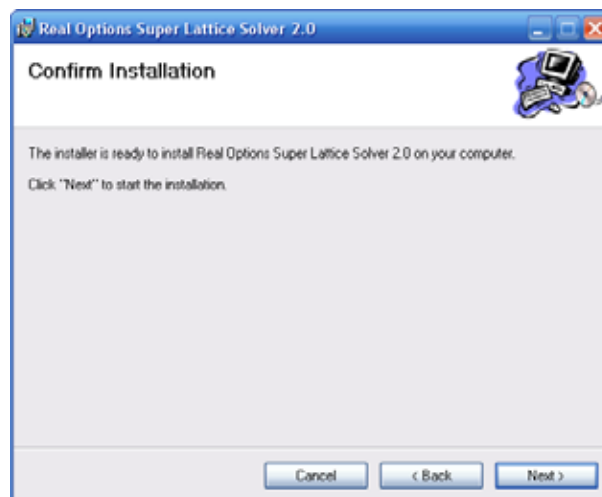 Real Options Super Lattice Solver 2.0
Confirm Installation
The installer is ready to install Real Options Super Lattice Solver 2.0 on your computer.
Click "Next" to start the installation.
Cancel
< Back
Next >